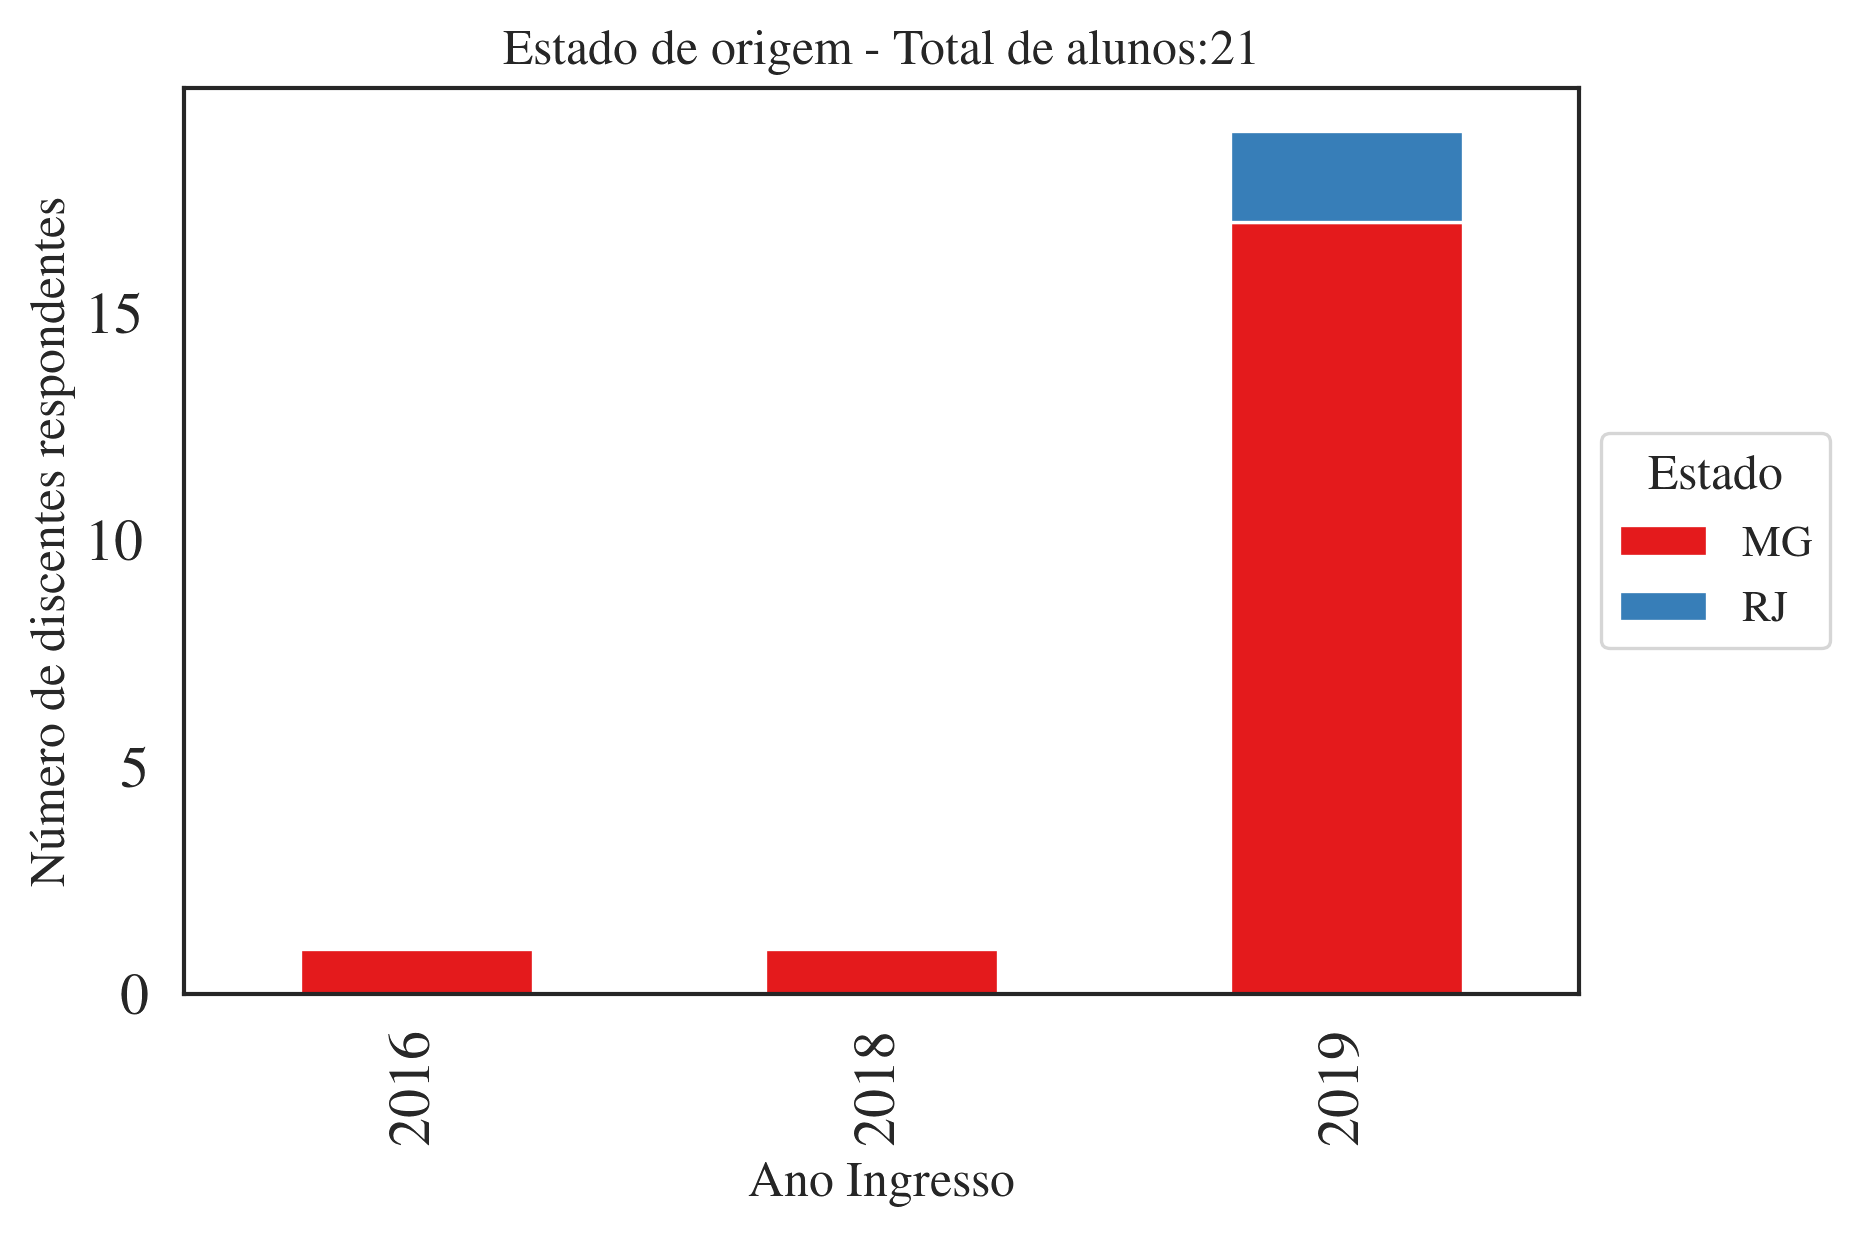 Estado de origem - Total de alunos:21
Número de discentes respondentes
15
10
5
0
2016
2018
2019
Ano Ingresso
Estado
MG
RJ